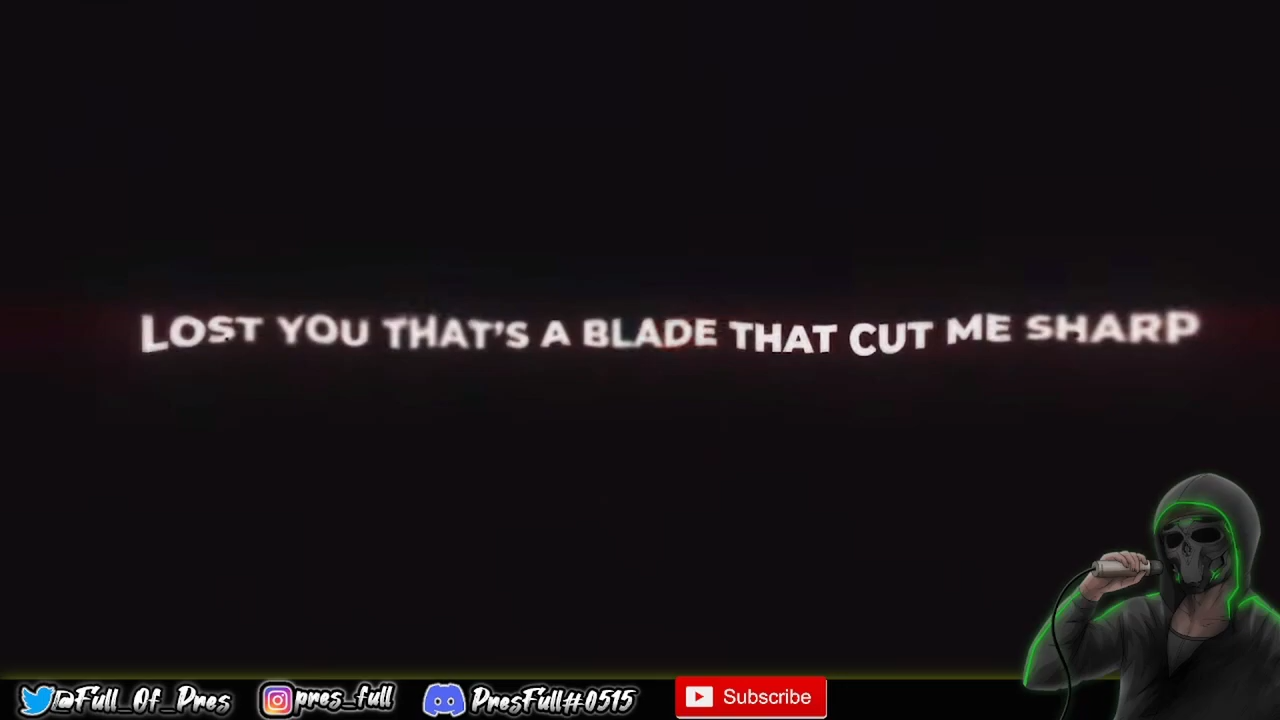 LOST YOU THAT'S A BLADE THAT CUT ME SHARP
@Full_Of_Pres pres_full PresFull#0515 Subscribe